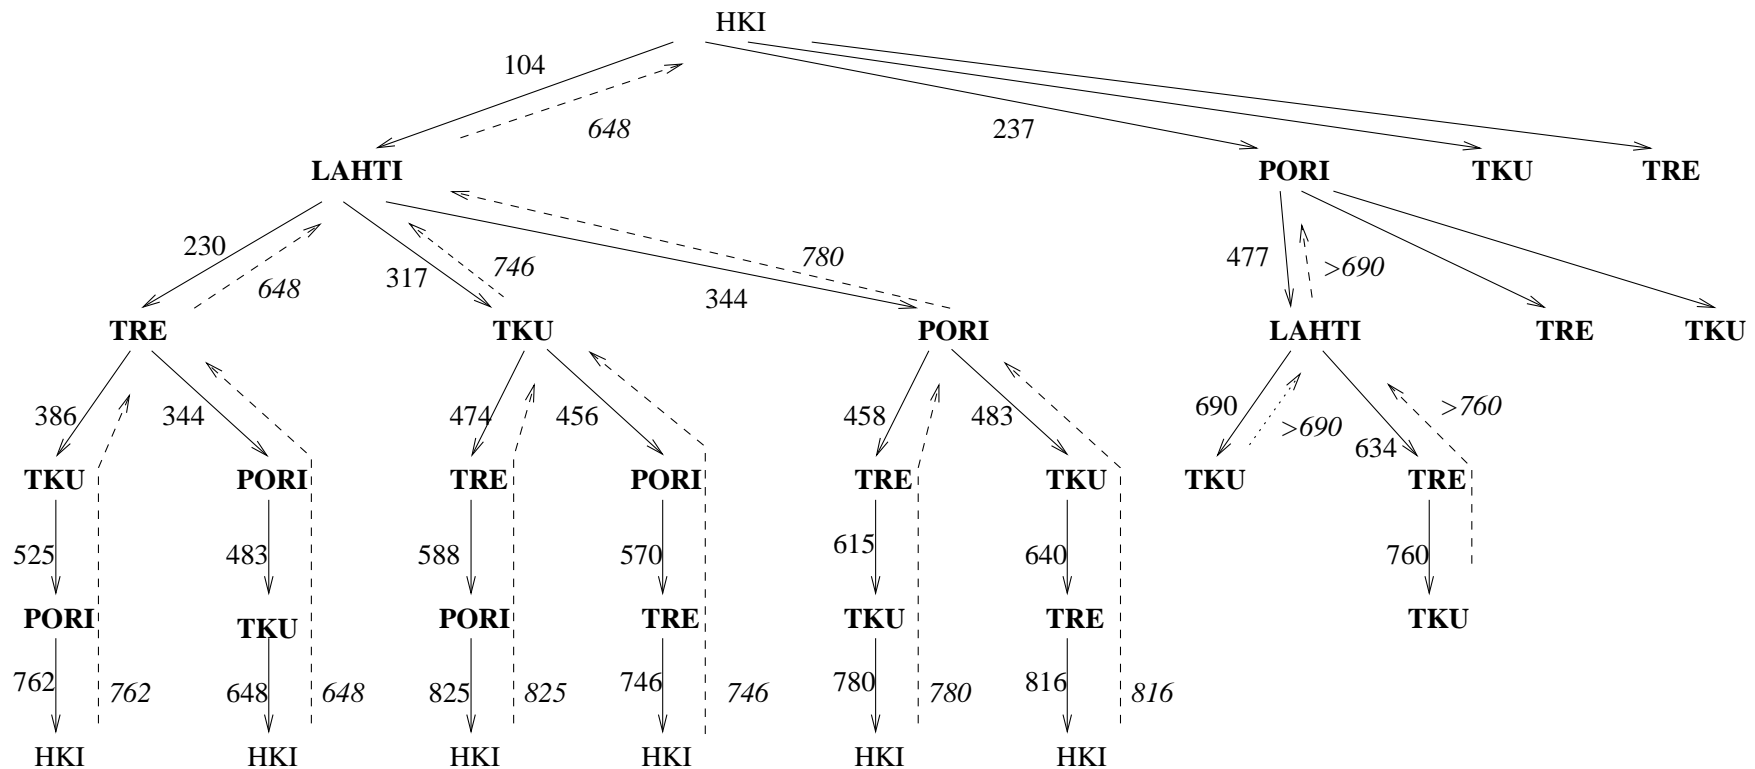 HKI
104
648
237
LAHTI
PORI
TKU
TRE
230
648
317
746
780
344
477
>690
TRE
TKU
PORI
LAHTI
TRE
TKU
386
344
474
456
458
483
690
>690
634
>760
TKU
PORI
TRE
PORI
TRE
TKU
TKU
TRE
525
483
588
570
615
640
760
PORI
TKU
PORI
TRE
TKU
TRE
TKU
762
762
648
648
825
825
746
746
780
780
816
816
HKI
HKI
HKI
HKI
HKI
HKI